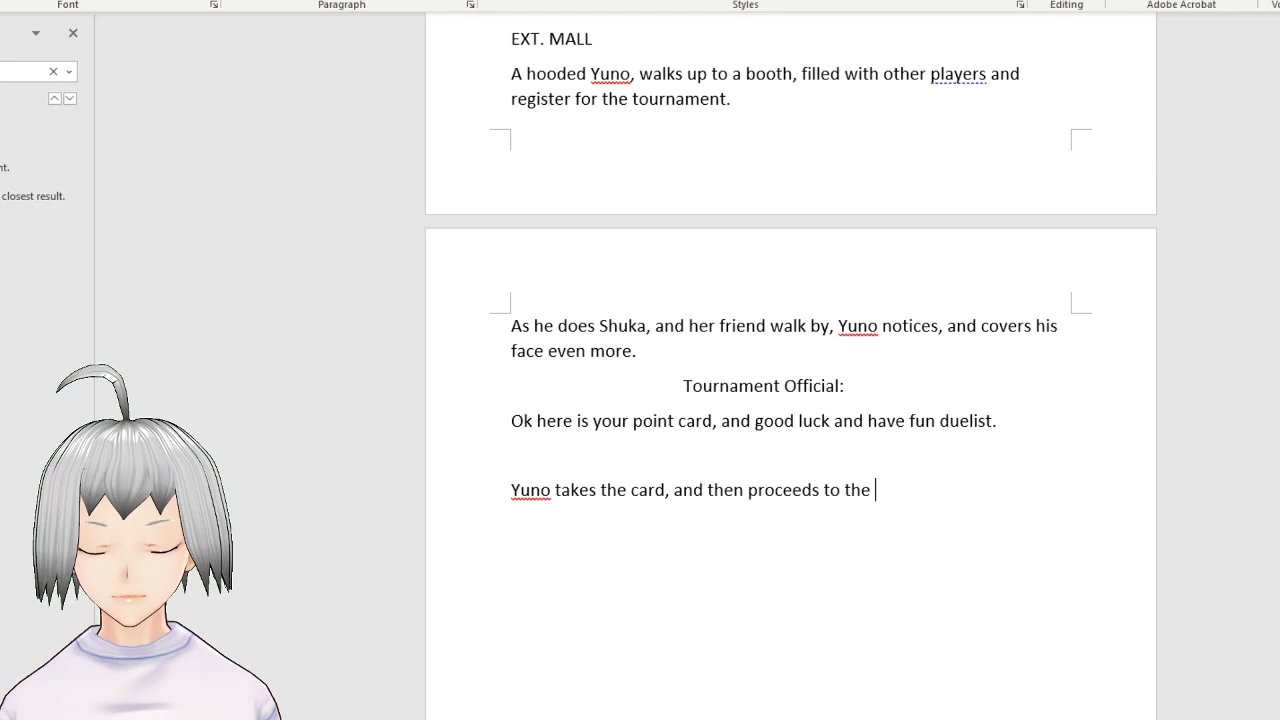 Font Paragraph Styles Editing Adobe Acrobat
EXT. MALL
A hooded Yuno, walks up to a booth, filled with other players and
register for the tournament.
nt.
closest result.
As he does Shuka, and her friend walk by, Yuno notices, and covers his
face even more.
Tournament Official:
Ok here is your point card, and good luck and have fun duelist.
Yuno takes the card, and then proceeds to the